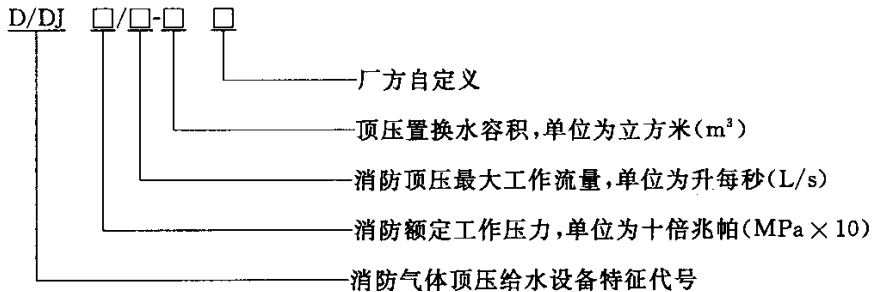 D/DJ □/□-□ □
厂方自定义
顶压置换水容积,单位为立方米(m³)
消防顶压最大工作流量,单位为升每秒(L/s)
消防额定工作压力,单位为十倍兆帕(MPa×10)
消防气体顶压给水设备特征代号